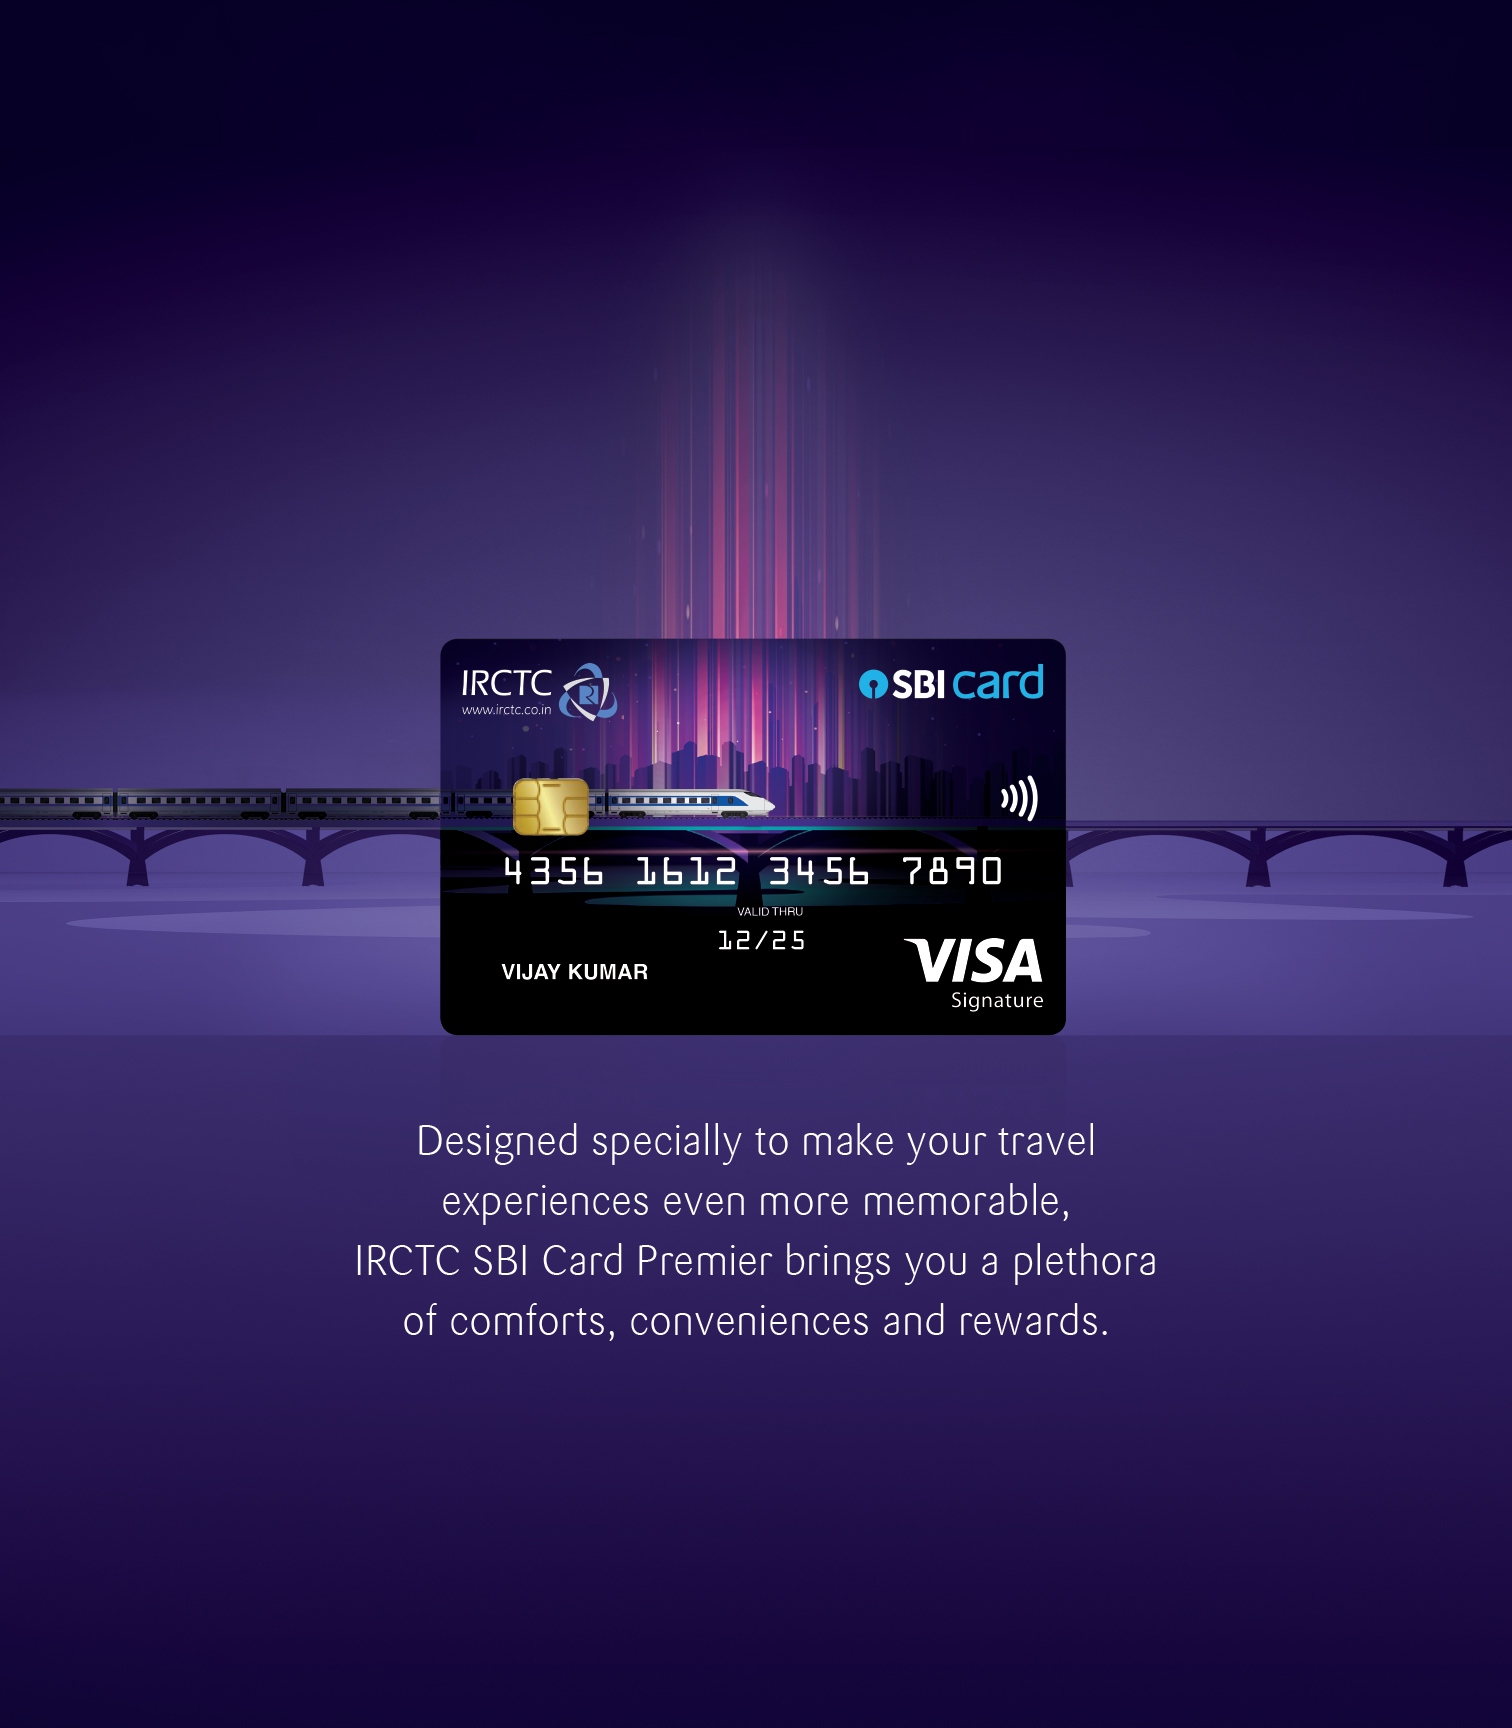 IRCTC
www.irctc.co.in
SBI card
4356 1612 3456 7890
VALID THRU
12/25
VIJAY KUMAR
VISA
Signature
Designed specially to make your travel
experiences even more memorable,
IRCTC SBI Card Premier brings you a plethora
of comforts, conveniences and rewards.